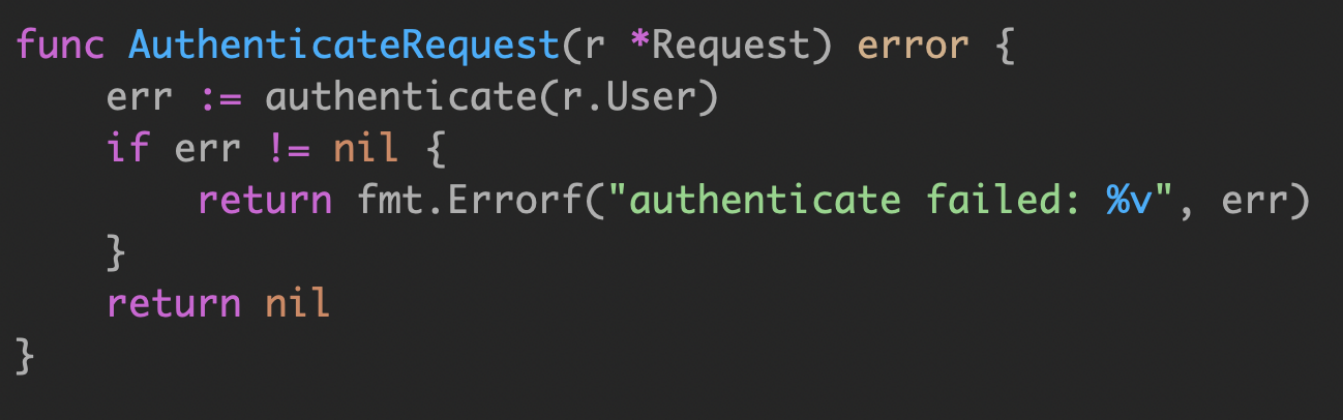 func AuthenticateRequest(r *Request) error {
    err := authenticate(r.User)
    if err != nil {
        return fmt.Errorf("authenticate failed: %v", err)
    }
    return nil
}